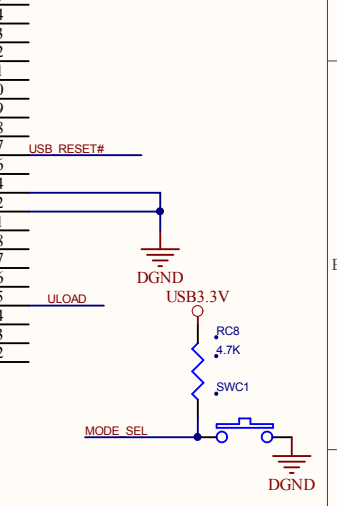 USB_RESET#
DGND
USB3.3V
RC8
4.7K
ULOAD
SWC1
MODE_SEL
DGND